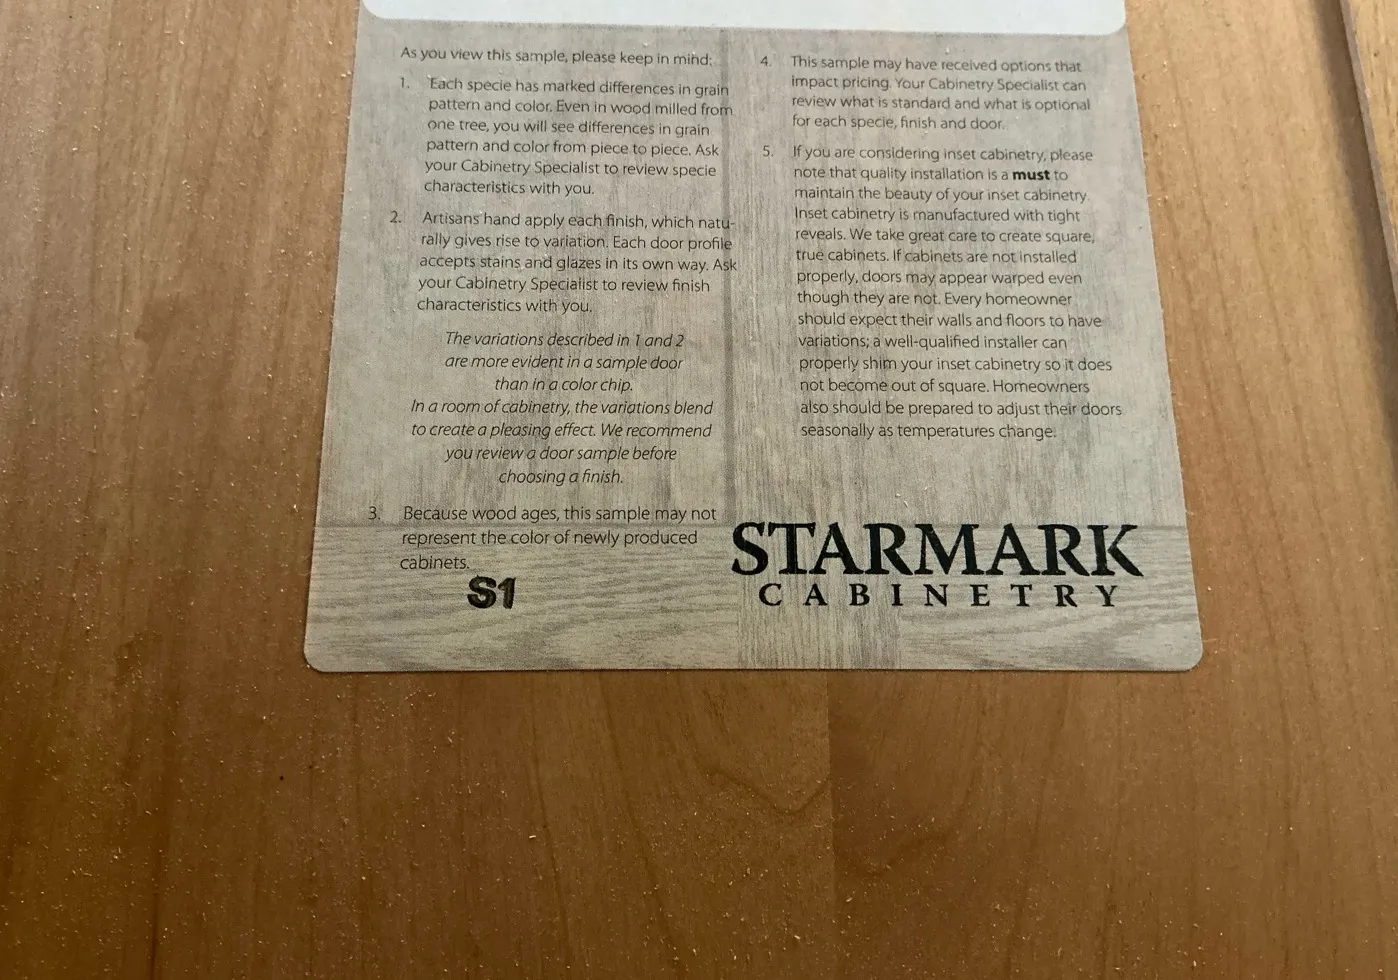 As you view this sample, please keep in mind:
1. Each specie has marked differences in grain
pattern and color. Even in wood milled from
one tree, you will see differences in grain
pattern and color from piece to piece. Ask
your Cabinetry Specialist to review specie
characteristics with you.
2. Artisans hand apply each finish, which natu-
rally gives rise to variation. Each door profile
accepts stains and glazes in its own way. Ask
your Cabinetry Specialist to review finish
characteristics with you.
The variations described in 1 and 2
are more evident in a sample door
than in a color chip.
In a room of cabinetry, the variations blend
to create a pleasing effect. We recommend
you review a door sample before
choosing a finish.
3. Because wood ages, this sample may not
represent the color of newly produced
cabinets.
S1
4. This sample may have received options that
impact pricing. Your Cabinetry Specialist can
review what is standard and what is optional
for each specie, finish and door.
5. If you are considering inset cabinetry, please
note that quality installation is a must to
maintain the beauty of your inset cabinetry.
Inset cabinetry is manufactured with tight
reveals. We take great care to create square,
true cabinets. If cabinets are not installed
properly, doors may appear warped even
though they are not. Every homeowner
should expect their walls and floors to have
variations; a well-qualified installer can
properly shim your inset cabinetry so it does
not become out of square. Homeowners
also should be prepared to adjust their doors
seasonally as temperatures change.
STARMARK
CABINETRY